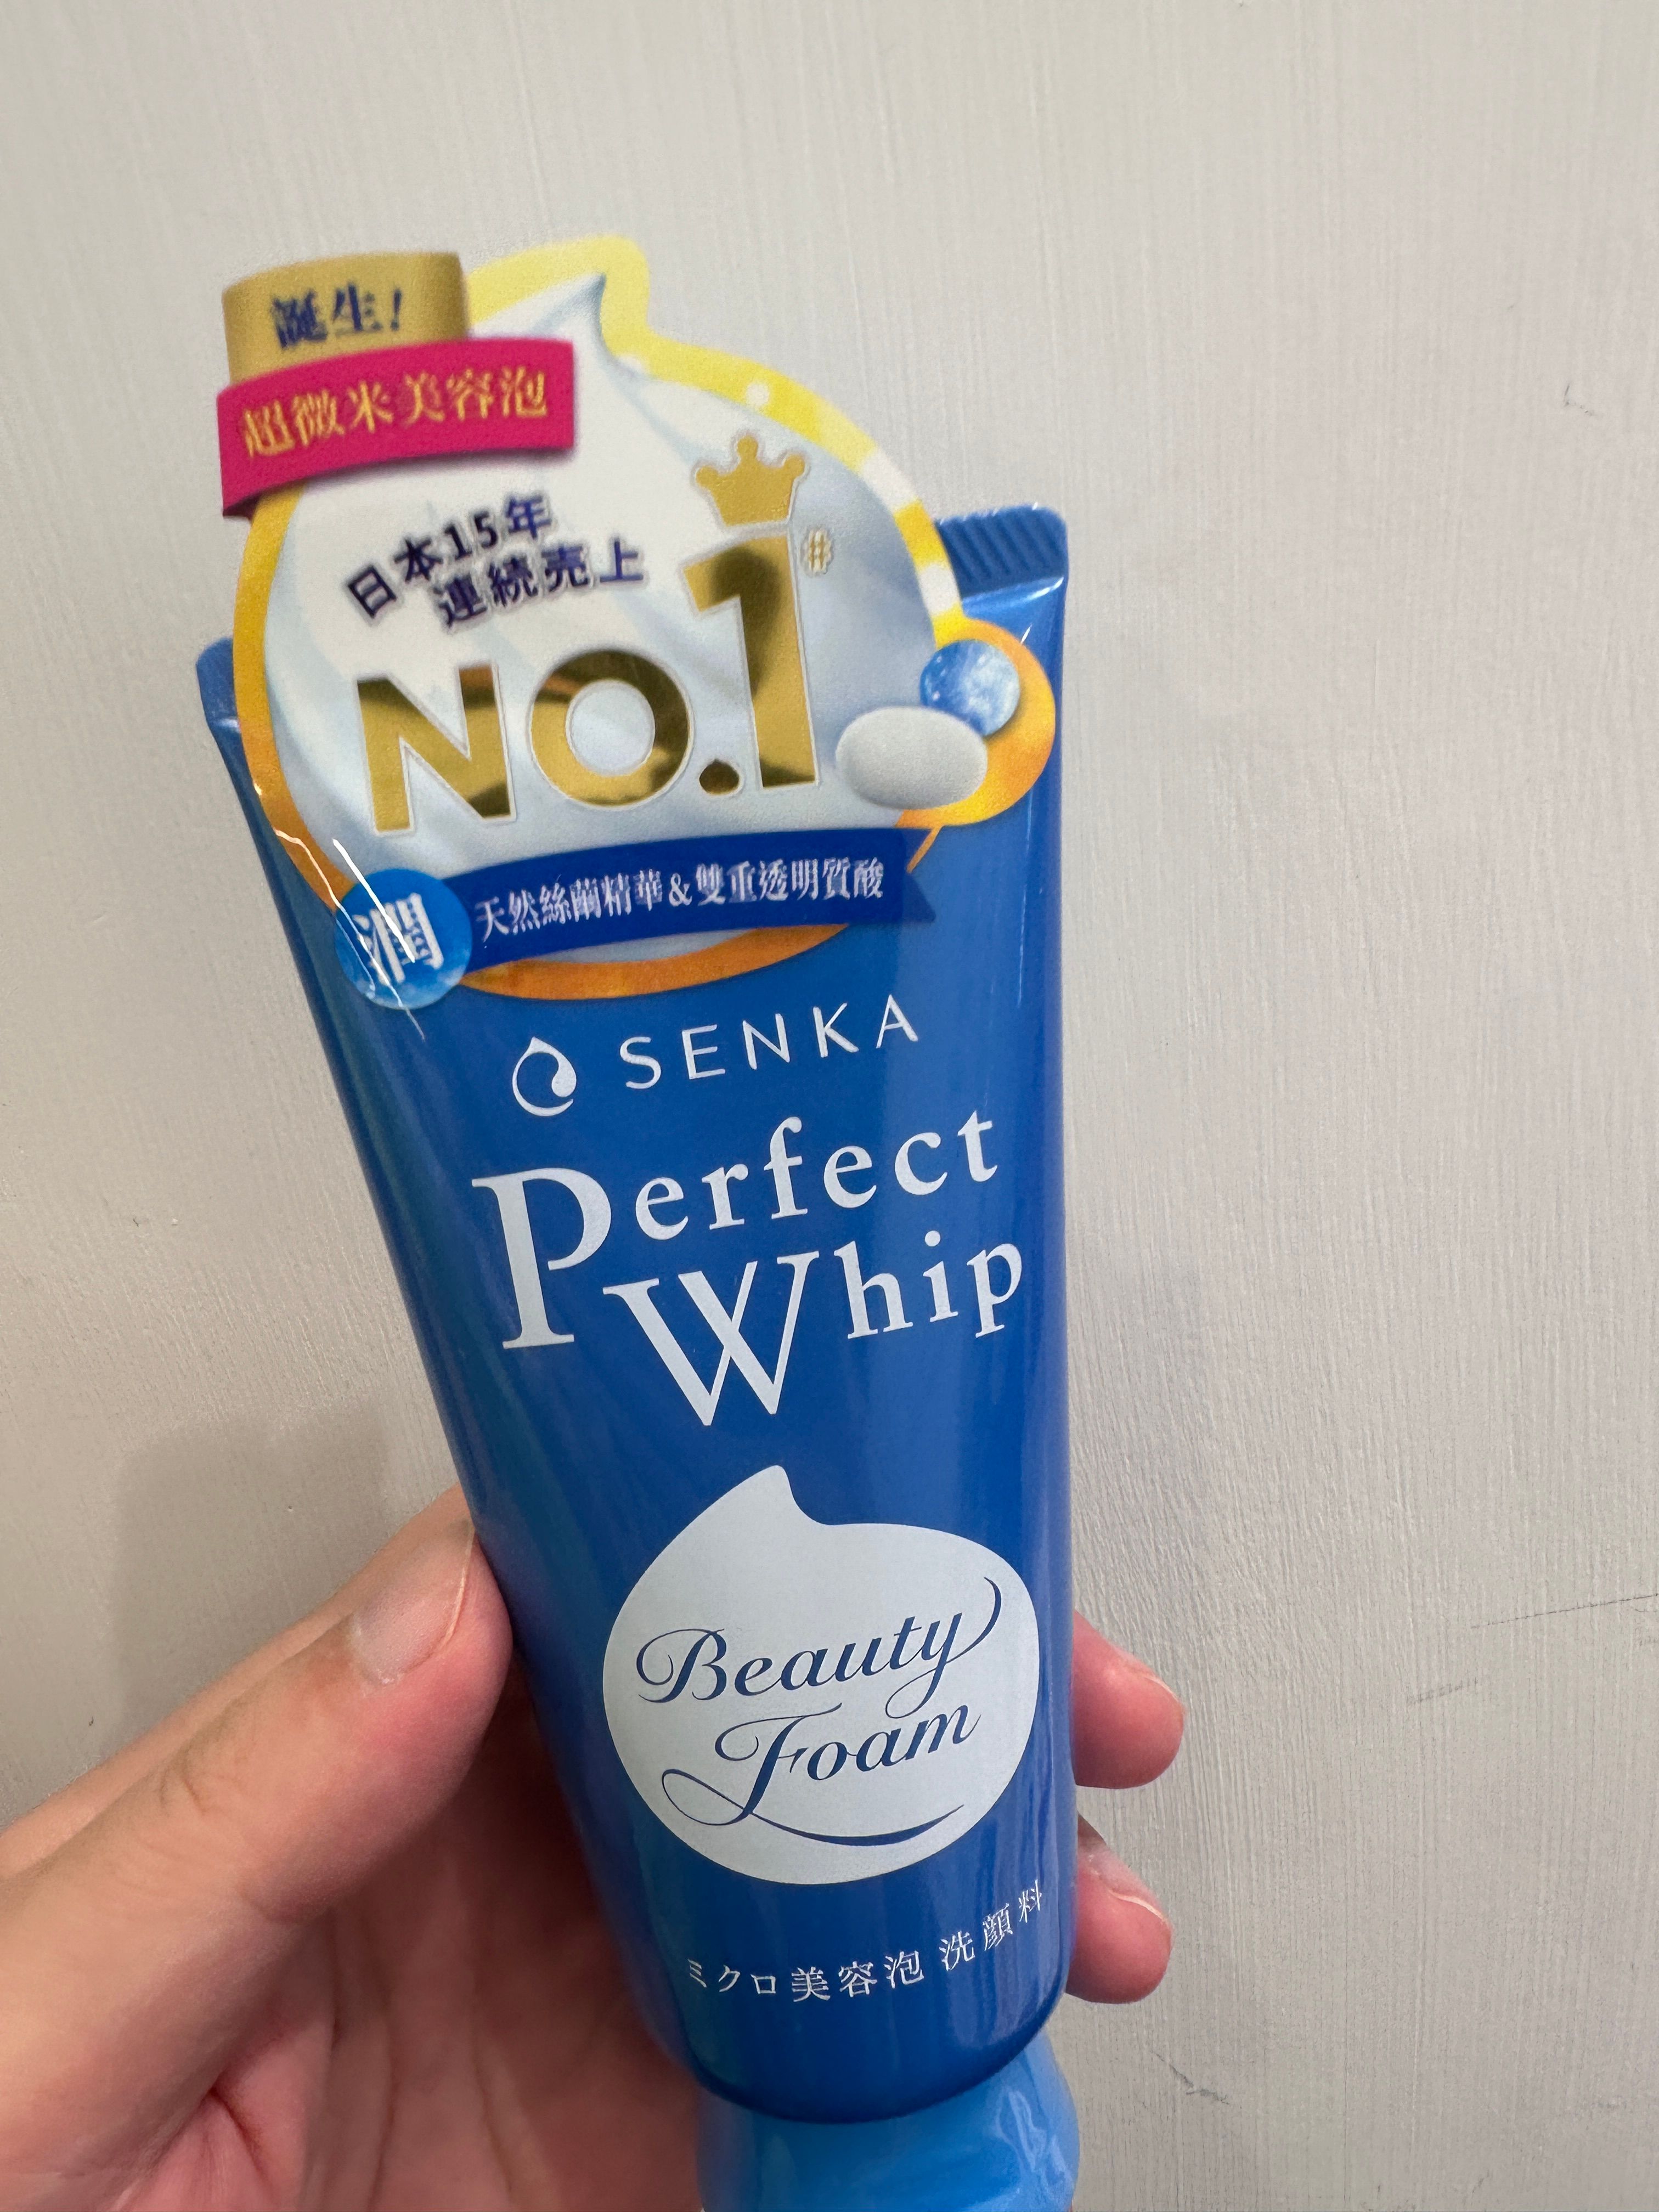 誕生!
超微米美容泡
日本15年
連続売上
NO.1#
潤
天然絲繭精華&雙重透明質酸
SENKA
Perfect
Whip
Beauty
Foam
ミクロ美容泡 洗顔料